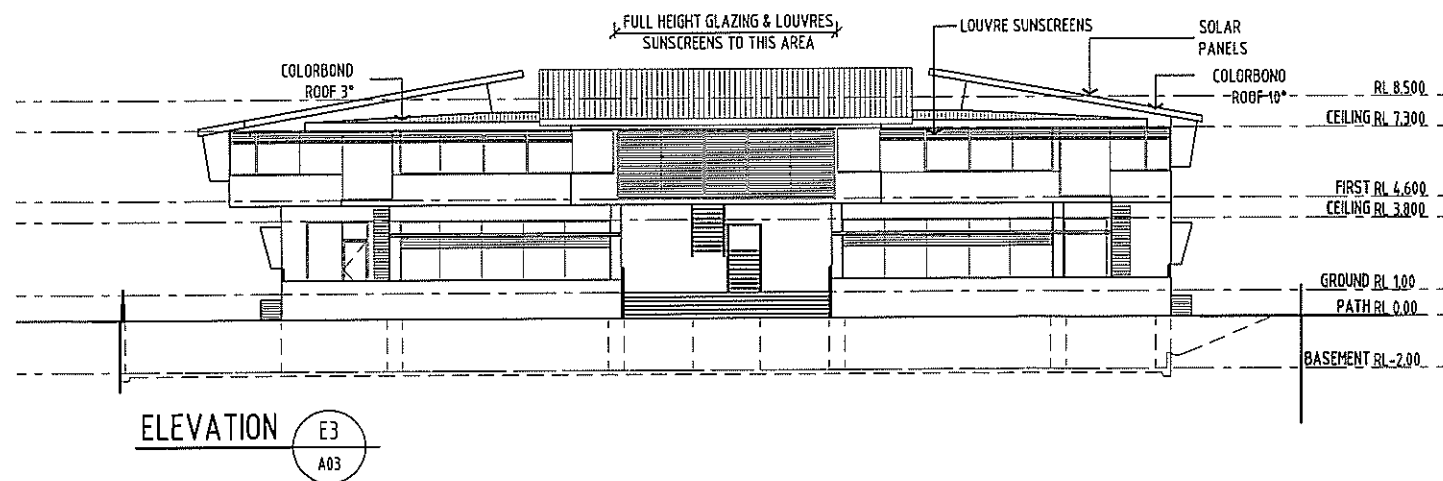 FULL HEIGHT GLAZING & LOUVRES
SUNSCREENS TO THIS AREA
LOUVRE SUNSCREENS
SOLAR
PANELS
COLORBOND
ROOF 3°
COLORBOND
ROOF 10°
RL 8.500
CEILING RL 7.300
FIRST RL 4.600
CEILING RL 3.800
GROUND RL 1.00
PATH RL 0.00
BASEMENT RL-2.00
ELEVATION
E3
A03